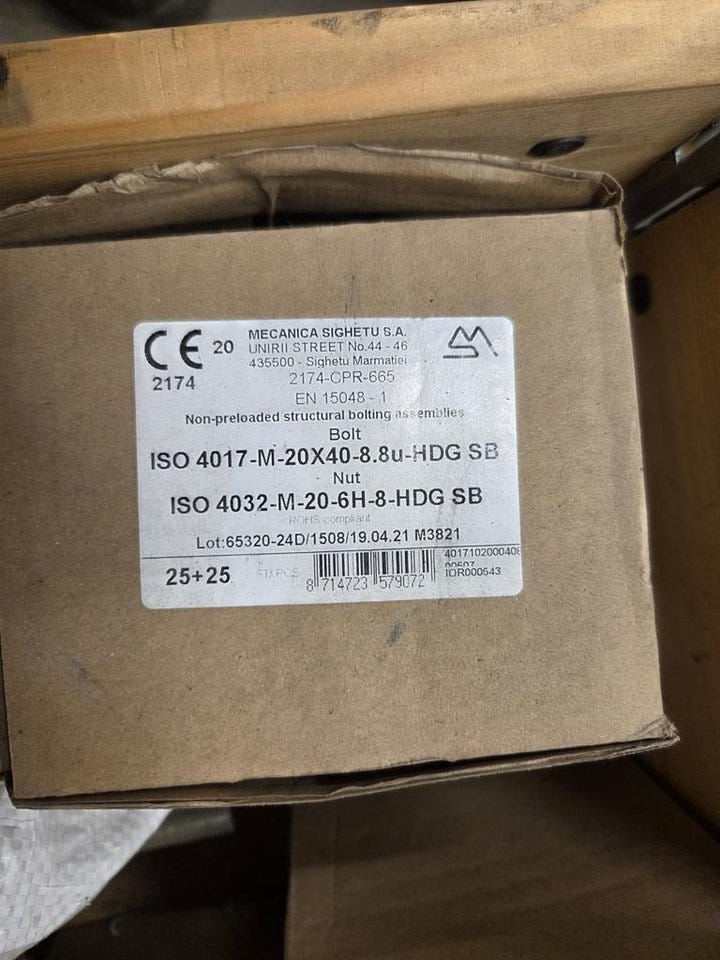 CE 20
2174
MECANICA SIGHETU S.A.
UNIRII STREET No.44 - 46
435500 - Sighetu Marmatiei
2174-CPR-665
EN 15048 - 1
Non-preloaded structural bolting assemblies
Bolt
ISO 4017-M-20X40-8.8u-HDG SB
Nut
ISO 4032-M-20-6H-8-HDG SB
ROHS compliant
Lot:65320-24D/1508/19.04.21 M3821
25+25
8 714723 579072
IOR000543